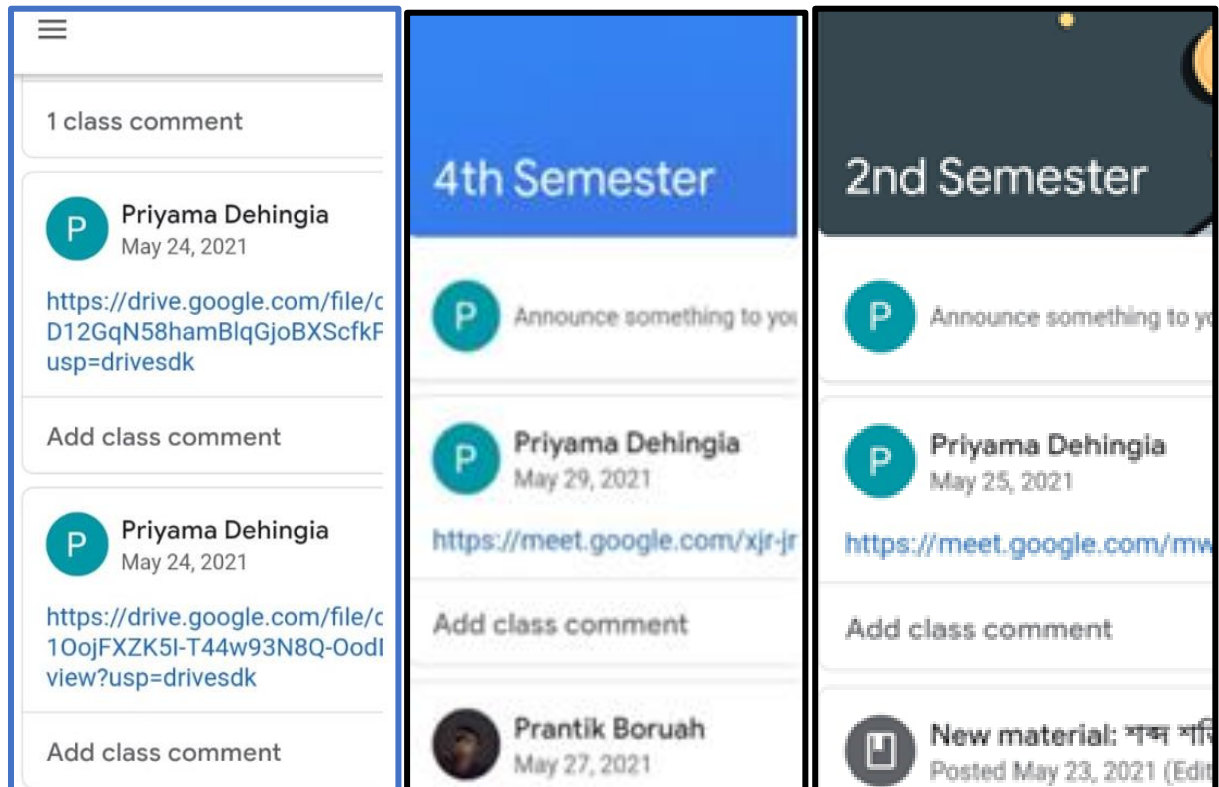 1 class comment
P
Priyama Dehingia
May 24, 2021
https://drive.google.com/file/
D12GqN58hamBlqGjoBXScfkF
usp=drivesdk
Add class comment
P
Priyama Dehingia
May 24, 2021
https://drive.google.com/file/
1OojFXZK5I-T44w93N8Q-Ood
view?usp=drivesdk
Add class comment
4th Semester
P
Announce something to you
P
Priyama Dehingia
May 29, 2021
https://meet.google.com/xjr-jr
Add class comment
Prantik Boruah
May 27, 2021
2nd Semester
P
Announce something to yo
P
Priyama Dehingia
May 25, 2021
https://meet.google.com/mw
Add class comment
New material: শব্দ
Posted May 23, 2021 (Edit